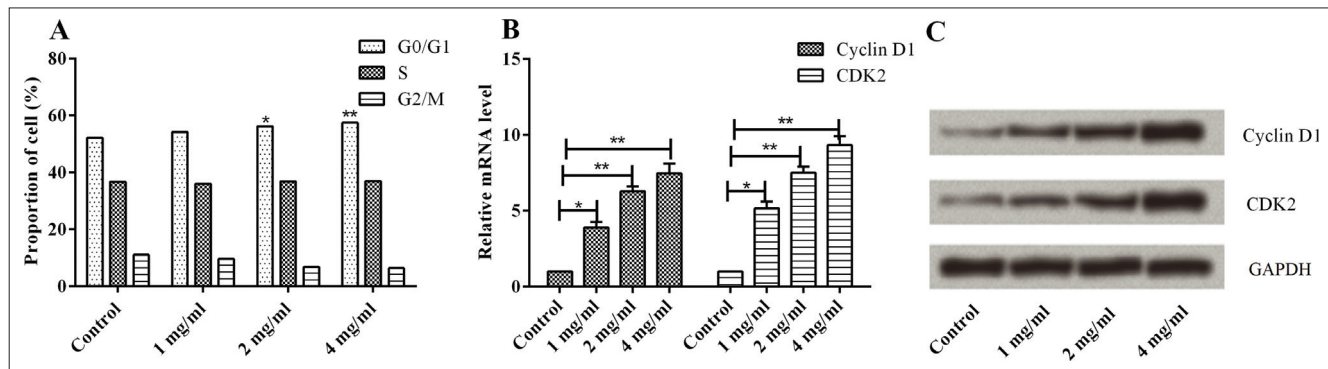 A
Proportion of cell (%)
80
60
40
20
0
G0/G1
S
G2/M
*
**
Control
1 mg/ml
2 mg/ml
4 mg/ml
B
Relative mRNA level
15
10
5
0
Cyclin D1
CDK2
**
**
*
**
**
*
Control
1 mg/ml
2 mg/ml
4 mg/ml
Control
1 mg/ml
2 mg/ml
4 mg/ml
C
Cyclin D1
CDK2
GAPDH
Control
1 mg/ml
2 mg/ml
4 mg/ml